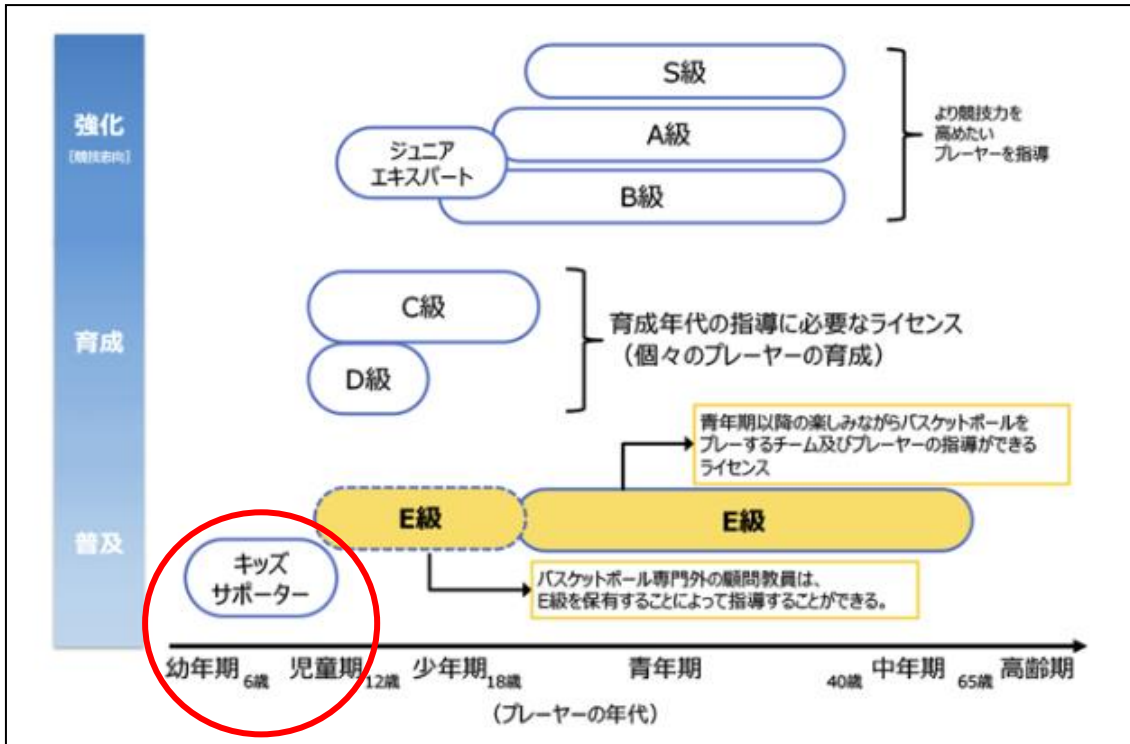 強化
[競技志向]
S級
A級
ジュニア
エキスパート
B級
より競技力を
高めたい
プレーヤーを指導
育成
C級
D級
育成年代の指導に必要なライセンス
(個々のプレーヤーの育成)
普及
青年期以降の楽しみながらバスケットボールを
プレーするチーム及びプレーヤーの指導ができる
ライセンス
E級
E級
キッズ
サポーター
バスケットボール専門外の顧問教員は、
E級を保有することによって指導することができる。
幼年期 6歳 児童期 12歳 少年期 18歳 青年期 40歳 中年期 65歳 高齢期
(プレーヤーの年代)